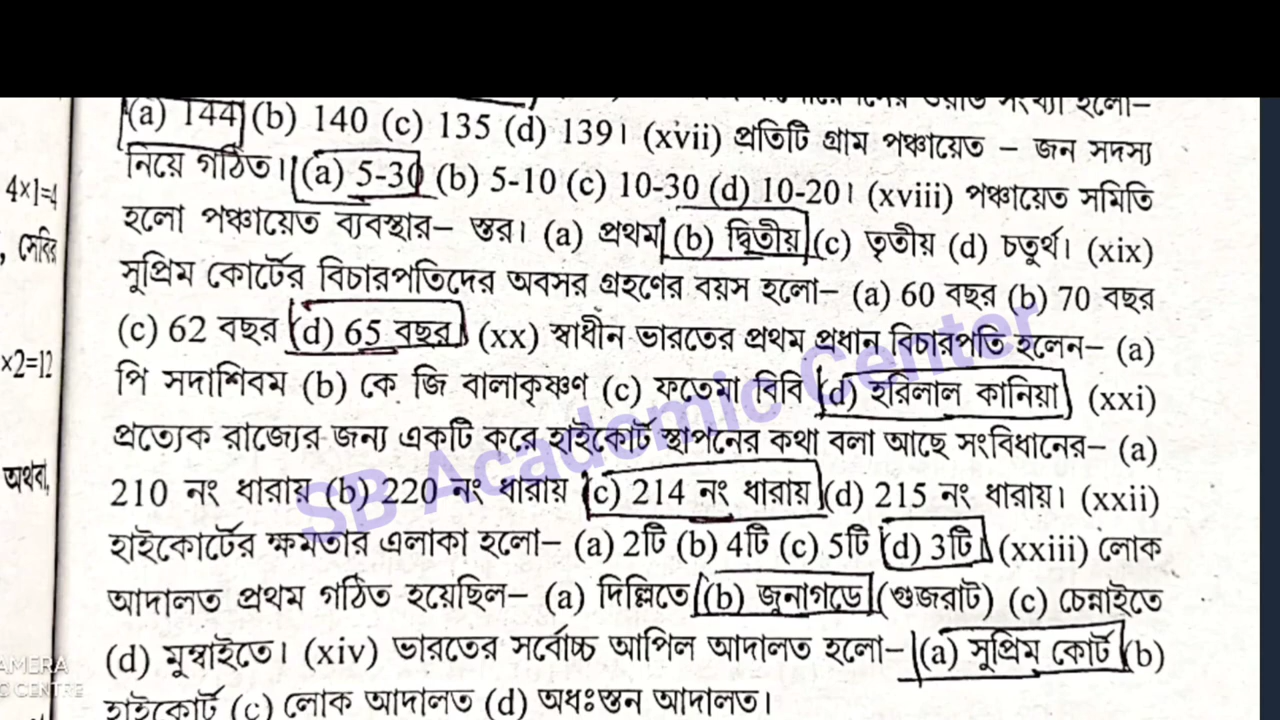 সংখ্যা হলো–
(a) 144 (b) 140 (c) 135 (d) 139। (xvii) প্রতিটি গ্রাম পঞ্চায়েত – জন সদস্য
নিয়ে গঠিত। (a) 5-30 (b) 5-10 (c) 10-30 (d) 10-20। (xviii) পঞ্চায়েত সমিতি
4×1=4
হলো পঞ্চায়েত ব্যবস্থার– স্তর। (a) প্রথম (b) দ্বিতীয় (c) তৃতীয় (d) চতুর্থ। (xix)
সুপ্রিম কোর্টের বিচারপতিদের অবসর গ্রহণের বয়স হলো– (a) 60 বছর (b) 70 বছর
(c) 62 বছর (d) 65 বছর। (xx) স্বাধীন ভারতের প্রথম প্রধান বিচারপতি হলেন– (a)
×2=12
পি সদাশিবম (b) কে জি বালাকৃষ্ণণ (c) ফতেমা বিবি (d) হরিলাল কানিয়া (xxi)
প্রত্যেক রাজ্যের জন্য একটি করে হাইকোর্ট স্থাপনের কথা বলা আছে সংবিধানের– (a)
অথবা,
210 নং ধারায় (b) 220 নং ধারায় (c) 214 নং ধারায় (d) 215 নং ধারায়। (xxii)
হাইকোর্টের ক্ষমতার এলাকা হলো– (a) 2টি (b) 4টি (c) 5টি (d) 3টি। (xxiii) লোক
আদালত প্রথম গঠিত হয়েছিল– (a) দিল্লিতে (b) জুনাগড়ে (গুজরাট) (c) চেন্নাইতে
(d) মুম্বাইতে। (xiv) ভারতের সর্বোচ্চ আপিল আদালত হলো– (a) সুপ্রিম কোর্ট (b)
হাইকোর্ট (c) লোক আদালত (d) অধঃস্তন আদালত।
SB Academic Center
AMERA
CENTRE